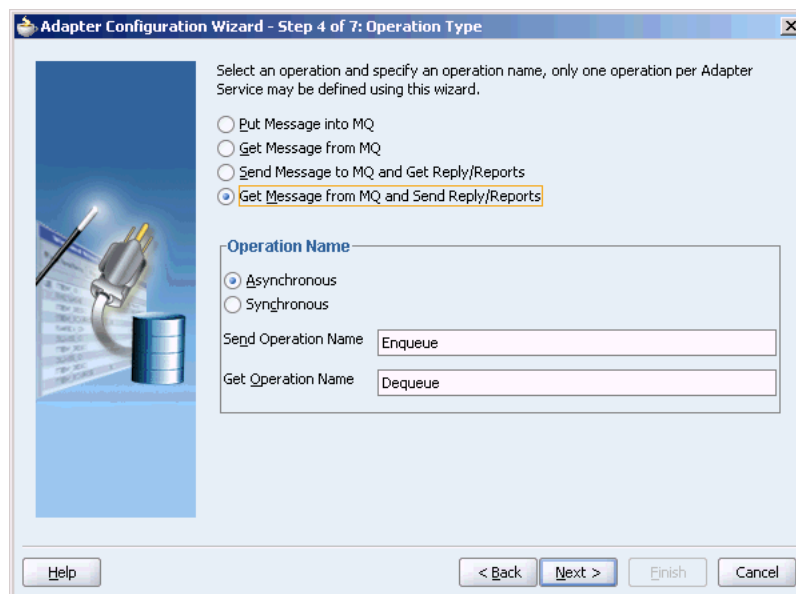 Adapter Configuration Wizard - Step 4 of 7: Operation Type
Select an operation and specify an operation name, only one operation per Adapter
Service may be defined using this wizard.
Put Message into MQ
Get Message from MQ
Send Message to MQ and Get Reply/Reports
Get Message from MQ and Send Reply/Reports
Operation Name
Asynchronous
Synchronous
Send Operation Name
Enqueue
Get Operation Name
Dequeue
Help
< Back
Next >
Finish
Cancel